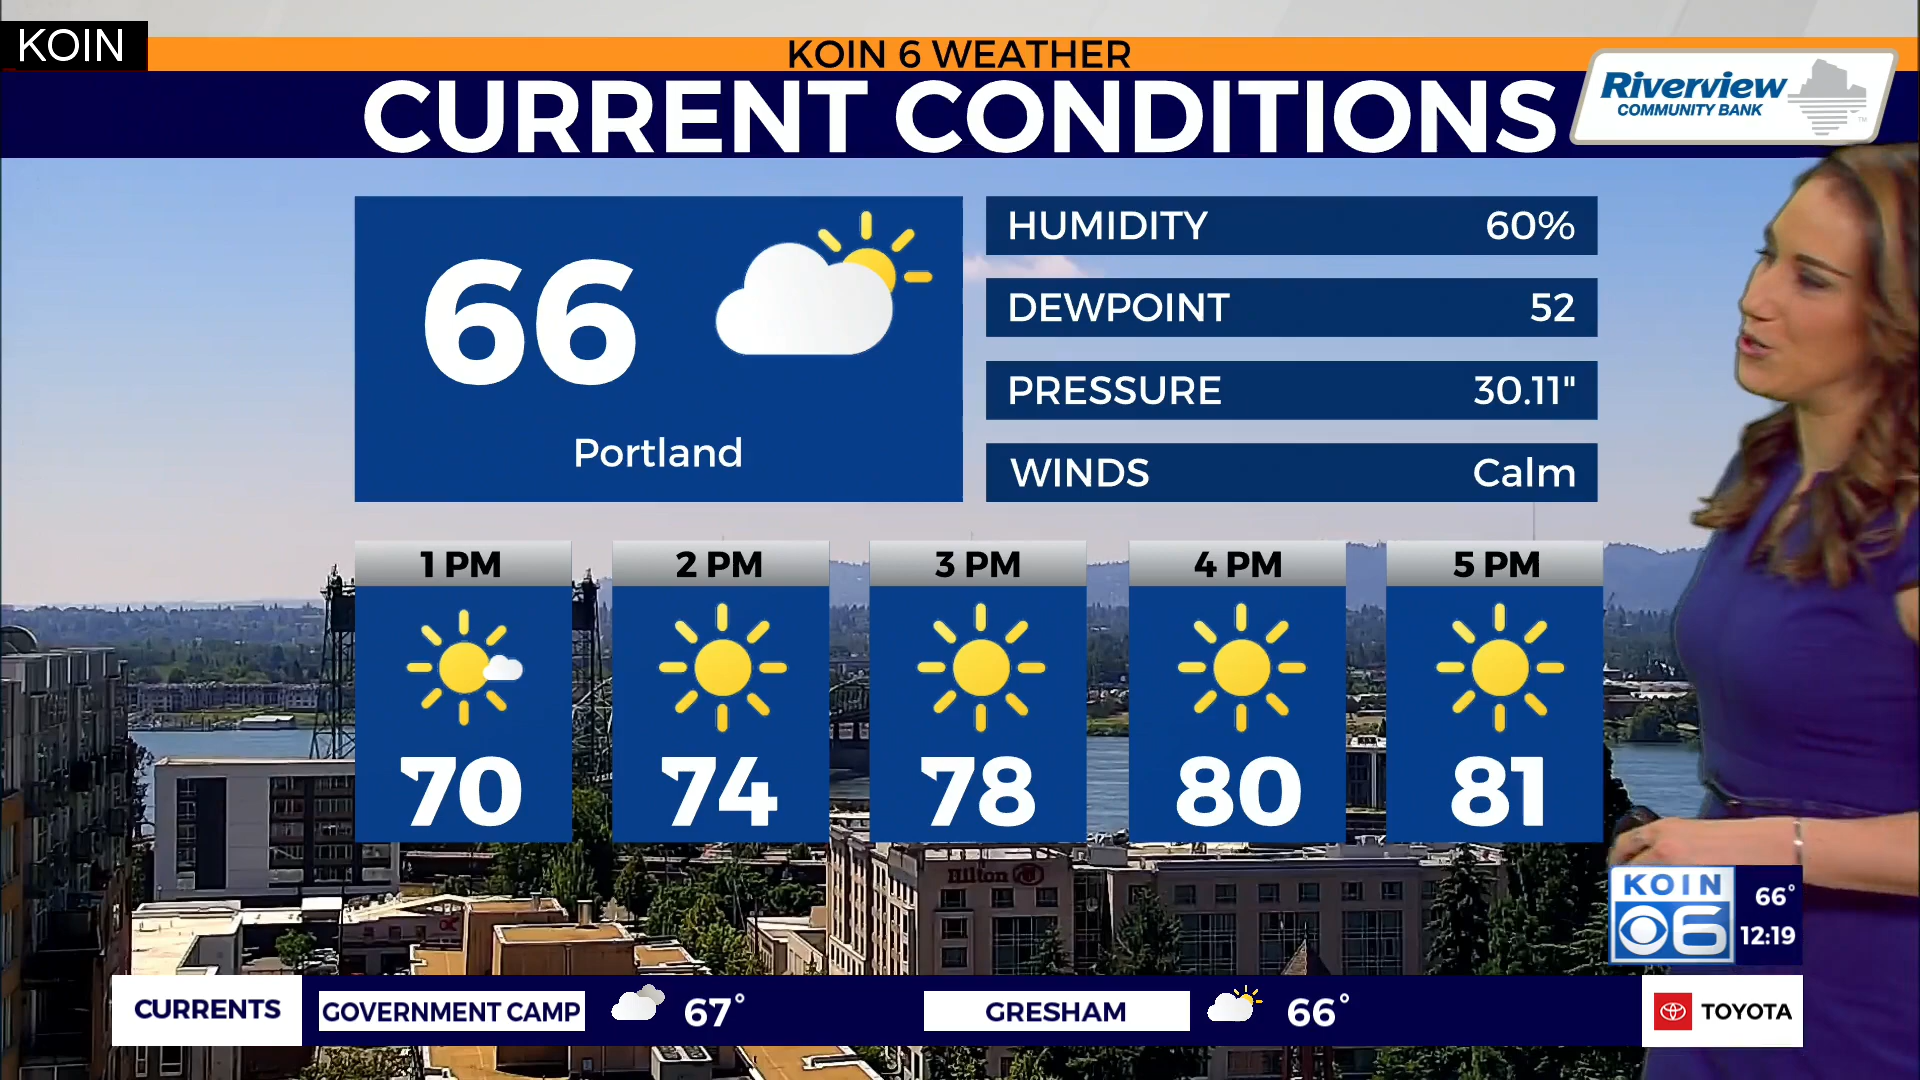 KOIN
KOIN 6 WEATHER
CURRENT CONDITIONS
Riverview
COMMUNITY BANK
TM
66
Portland
HUMIDITY 60%
DEWPOINT 52
PRESSURE 30.11"
WINDS Calm
1 PM 2 PM 3 PM 4 PM 5 PM
70 74 78 80 81
Hilton
KOIN
6
66°
12:19
CURRENTS GOVERNMENT CAMP 67° GRESHAM 66° TOYOTA